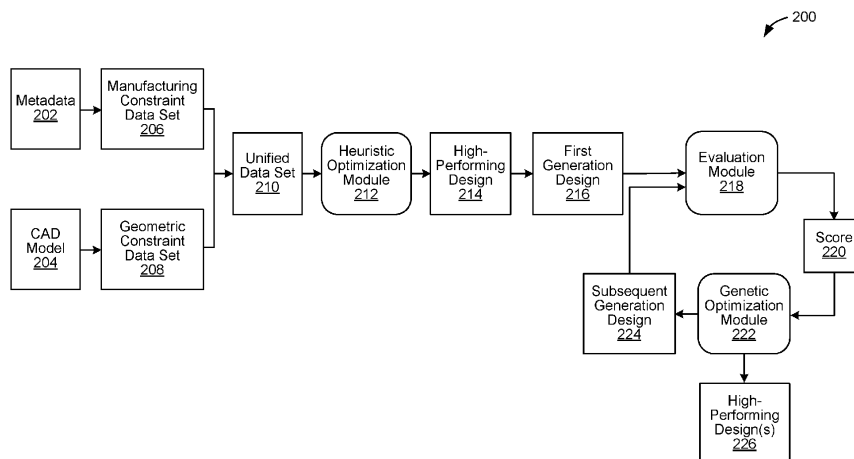 200
Metadata
202
Manufacturing
Constraint
Data Set
206
CAD
Model
204
Geometric
Constraint
Data Set
208
Unified
Data Set
210
Heuristic
Optimization
Module
212
High-
Performing
Design
214
First
Generation
Design
216
Evaluation
Module
218
Score
220
Genetic
Optimization
Module
222
Subsequent
Generation
Design
224
High-
Performing
Design(s)
226